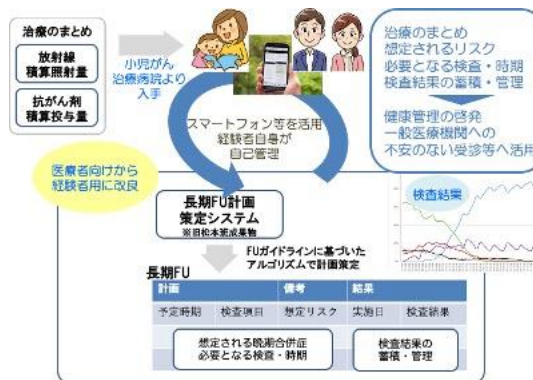 治療のまとめ
放射線
積算照射量
抗がん剤
積算投与量
小児がん
治療病院より
入手
スマートフォン等を活用
経験者自身が
自己管理
治療のまとめ
想定されるリスク
必要となる検査・時期
検査結果の蓄積・管理
健康管理の啓発
一般医療機関への
不安のない受診等へ活用
医療者向けから
経験者用に改良
長期FU計画
策定システム
※旧松本班成果物
検査結果
FUガイドラインに基づいた
アルゴリズムで計画策定
長期FU
計画 備考 結果
予定時期 検査項目 想定リスク 実施日 検査結果
想定される晩期合併症
必要となる検査・時期
検査結果の
蓄積・管理